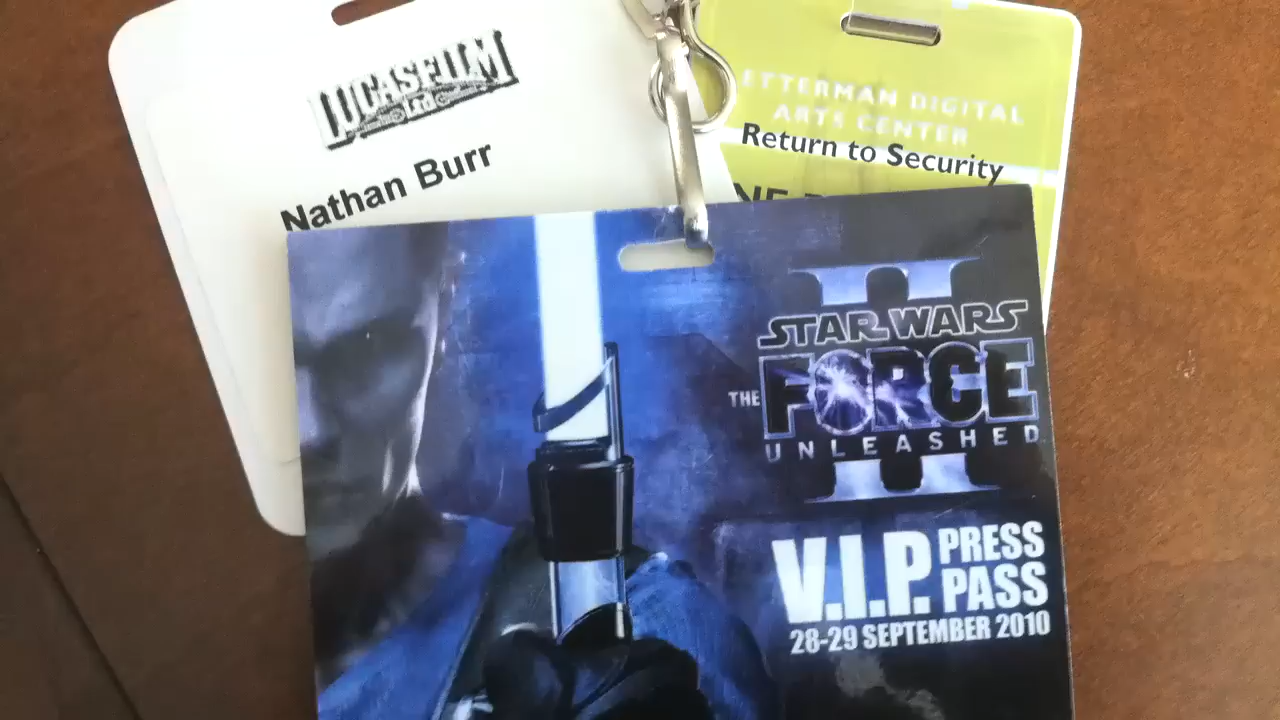 LUCASFILM
Ltd
Nathan Burr
ETTERMAN DIGITAL
ARTS CENTER
Return to Security
II
STAR WARS
THE FORCE
UNLEASHED
V.I.P. PRESS
PASS
28-29 SEPTEMBER 2010